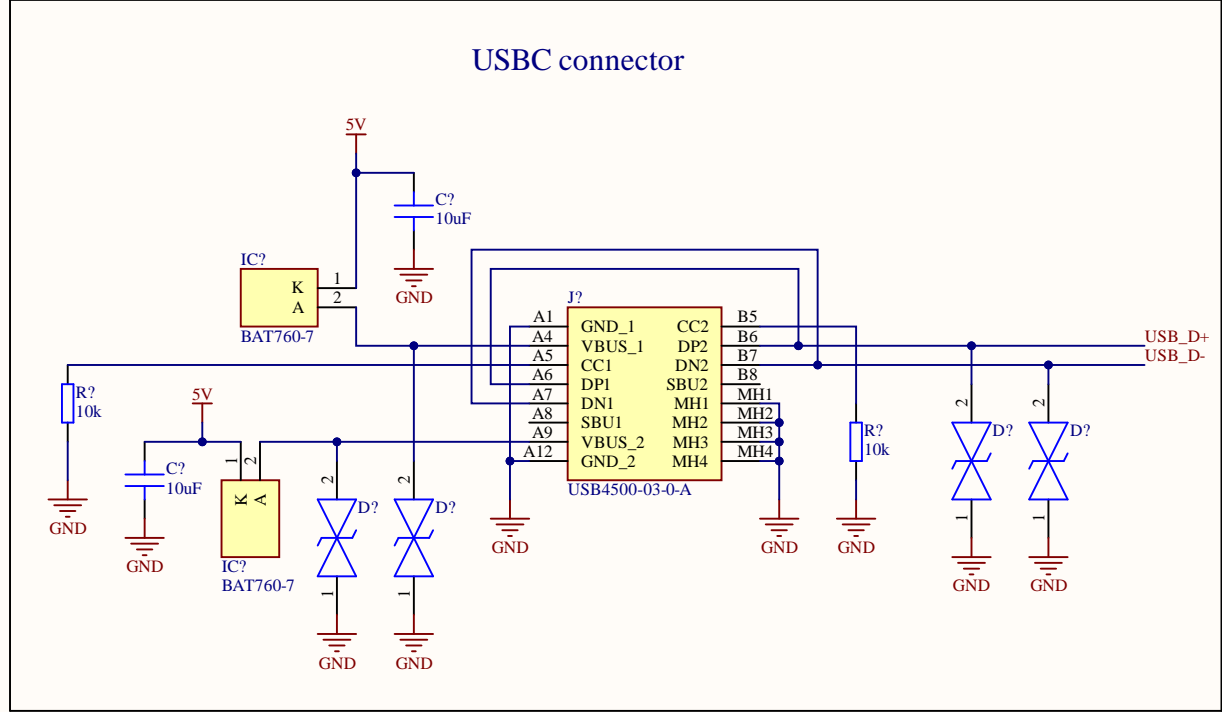 USBC connector
5V
C?
10uF
GND
IC?
K
1
A
2
BAT760-7
J?
A1
GND_1
A4
VBUS_1
A5
CC1
A6
DP1
A7
DN1
A8
SBU1
A9
VBUS_2
A12
GND_2
CC2
B5
DP2
B6
DN2
B7
SBU2
B8
MH1
MH1
MH2
MH2
MH3
MH3
MH4
MH4
USB4500-03-0-A
USB_D+
USB_D-
R?
10k
GND
5V
C?
10uF
GND
1
2
K
A
IC?
BAT760-7
2
D?
1
GND
2
D?
1
GND
GND
GND
R?
10k
GND
2
D?
1
GND
2
D?
1
GND